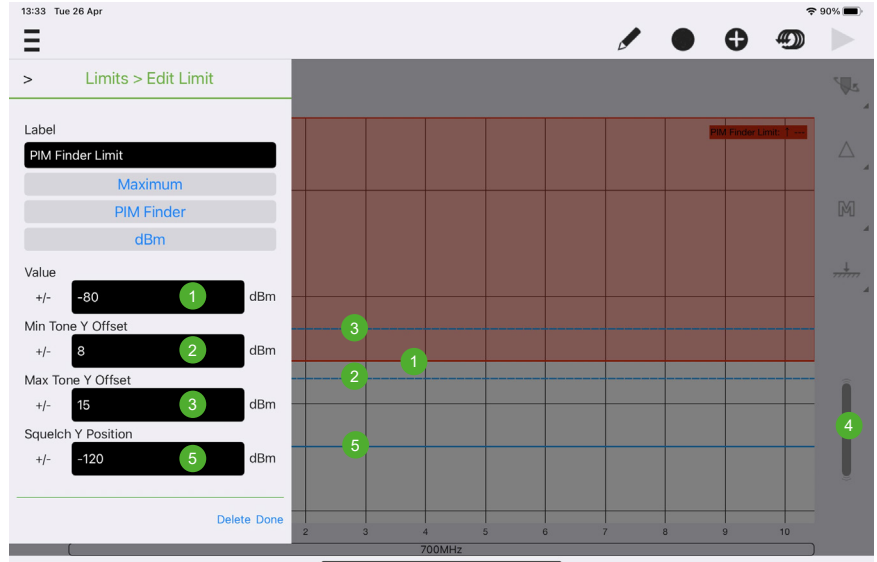 13:33 Tue 26 Apr
90%
> Limits > Edit Limit
Label
PIM Finder Limit
Maximum
PIM Finder
dBm
Value
+/- -80 1 dBm
Min Tone Y Offset
+/- 8 2 dBm
Max Tone Y Offset
+/- 15 3 dBm
Squelch Y Position
+/- -120 5 dBm
Delete Done
PIM Finder Limit: 1 ---
M
3
1
2
4
5
2 3 4 5 6 7 8 9 10
700MHz